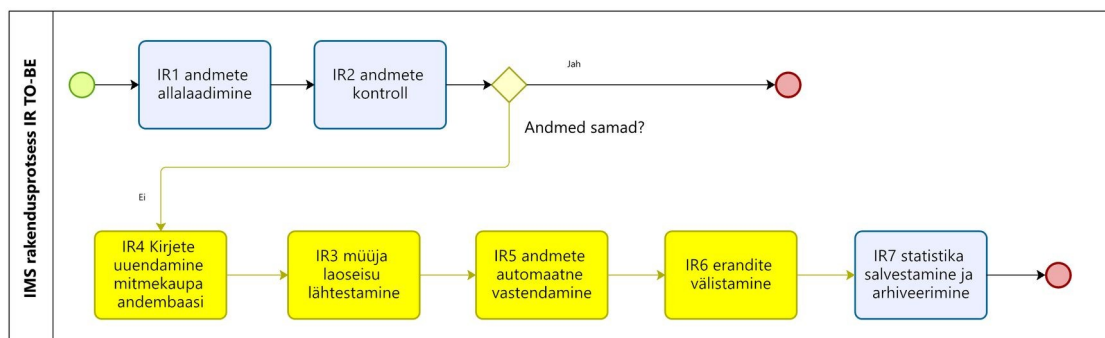 IMS rakendusprotsess IR TO-BE
IR1 andmete
allalaadimine
IR2 andmete
kontroll
Jah
Andmed samad?
Ei
IR4 Kirjete
uuendamine
mitmekaupa
andembaasi
IR3 müüja
laoseisu
lähtestamine
IR5 andmete
automaatne
vastendamine
IR6 erandite
välistamine
IR7 statistika
salvestamine ja
arhiveerimine